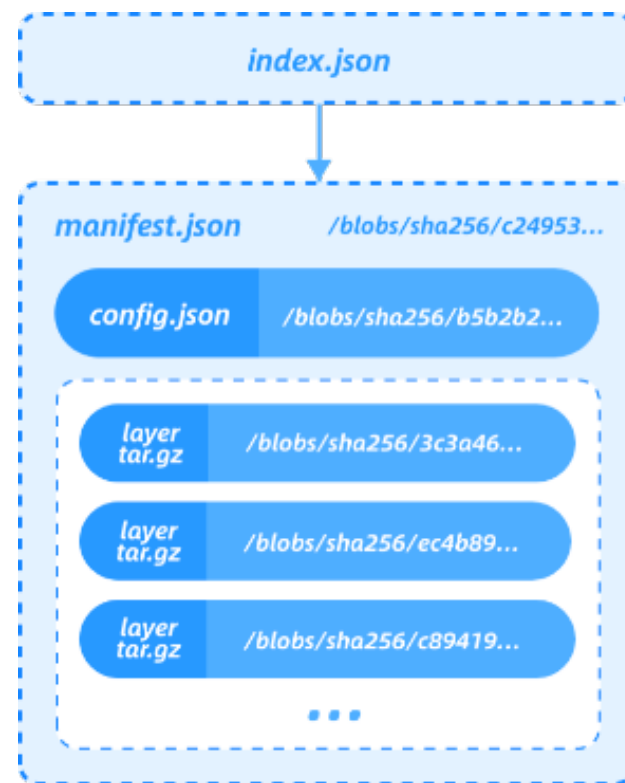 index.json
manifest.json /blobs/sha256/c24953...
config.json /blobs/sha256/b5b2b2...
layer
tar.gz
/blobs/sha256/3c3a46...
layer
tar.gz
/blobs/sha256/ec4b89...
layer
tar.gz
/blobs/sha256/c89419...
...